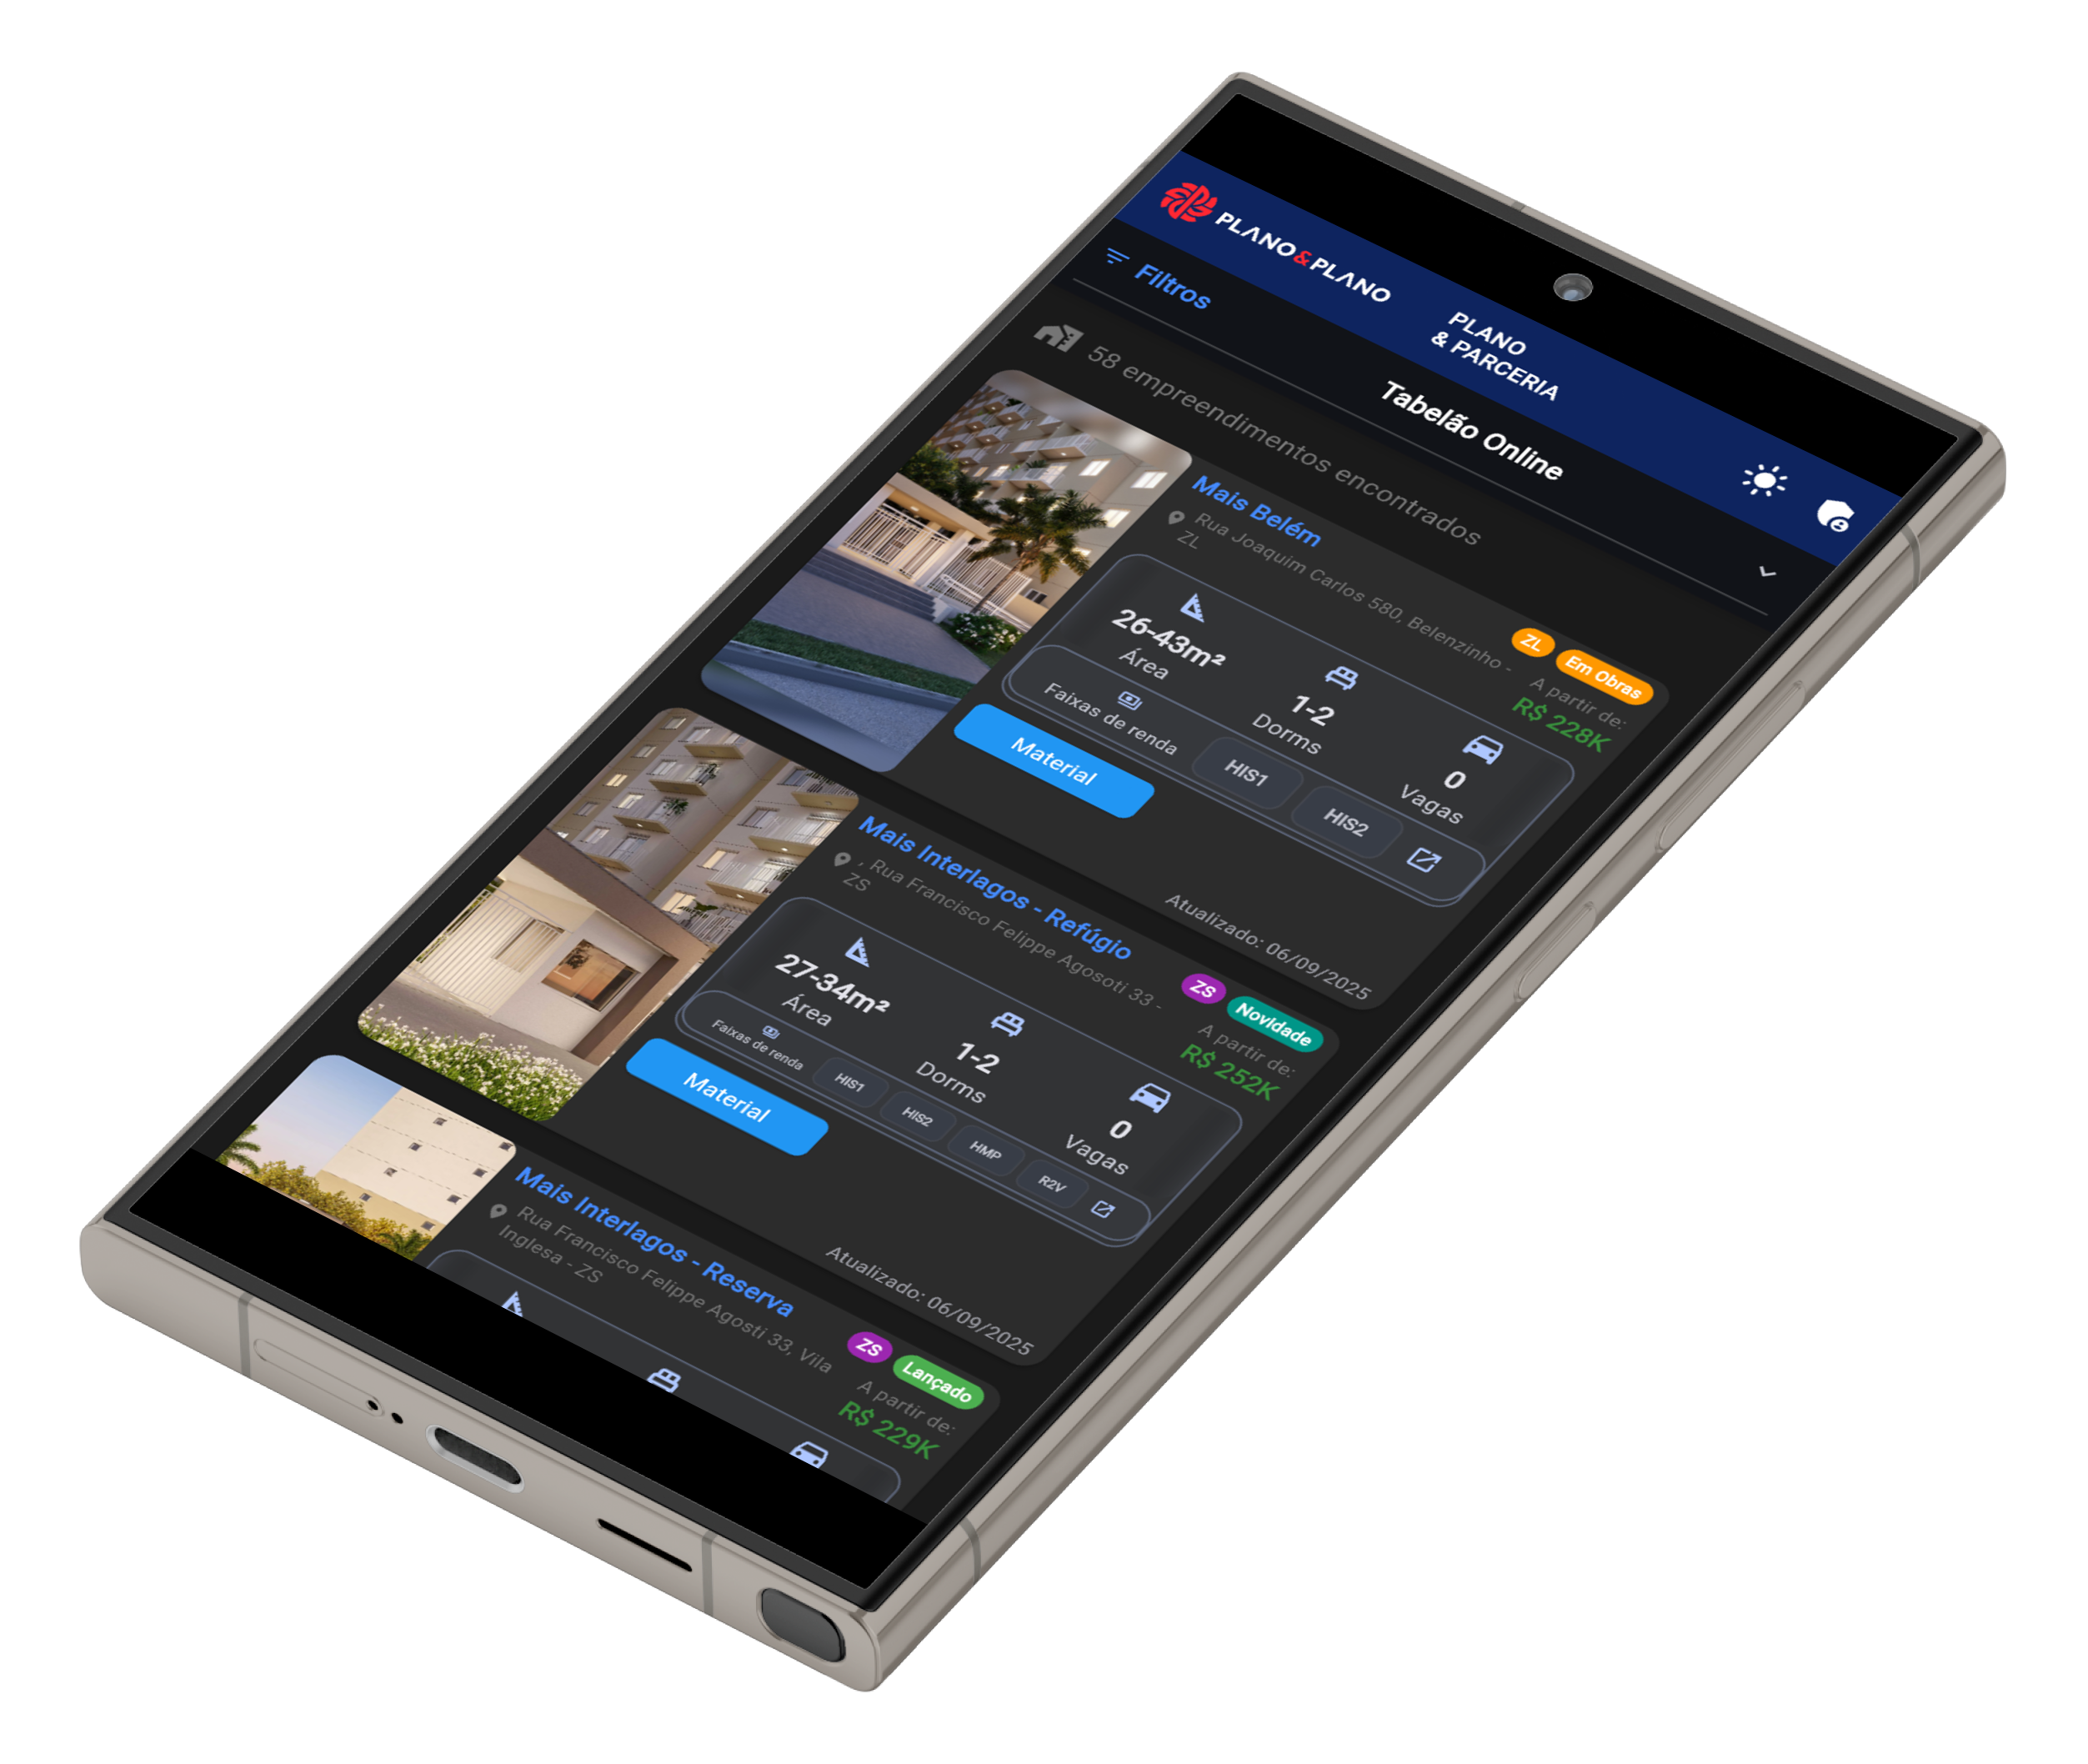 PLANO&PLANO
PLANO
& PARCERIA
Filtros
Tabelão Online
58 empreendimentos encontrados
Mais Belém
Rua Joaquim Carlos 580, Belenzinho -
ZL
ZL
Em Obras
A partir de:
R$ 228K
26-43m²
Área
1-2
Dorms
0
Vagas
Faixas de renda
HIS1
HIS2
Material
Atualizado: 06/09/2025
Mais Interlagos - Refúgio
, Rua Francisco Felippe Agosoti 33 -
ZS
ZS
Novidade
A partir de:
R$ 252K
27-34m²
Área
1-2
Dorms
0
Vagas
Faixas de renda
HIS1
HIS2
HMP
R2V
Material
Atualizado: 06/09/2025
Mais Interlagos - Reserva
Rua Francisco Felippe Agosti 33, Vila
Inglesa - ZS
ZS
Lançado
A partir de:
R$ 229K